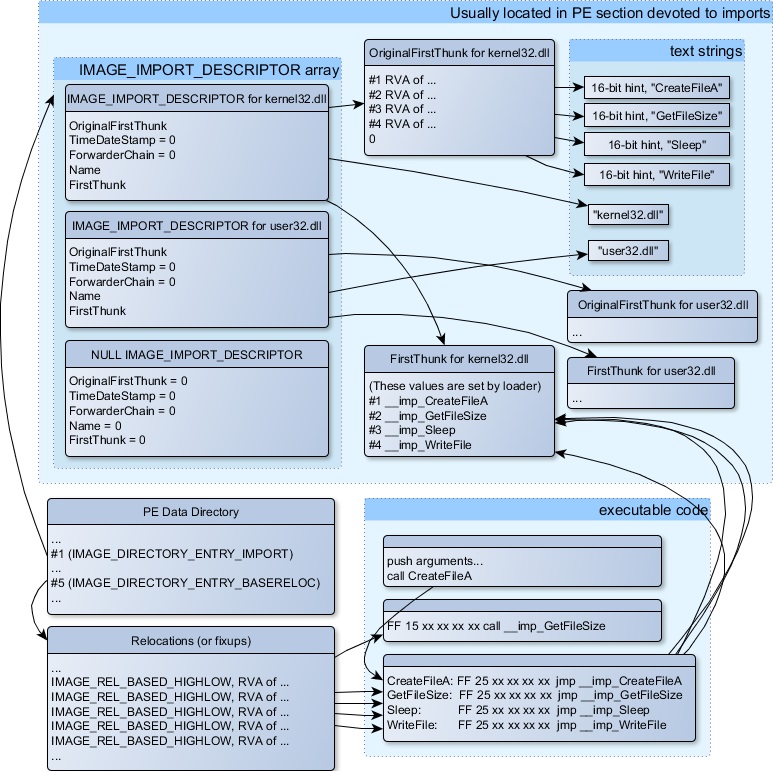 Usually located in PE section devoted to imports
IMAGE_IMPORT_DESCRIPTOR array
IMAGE_IMPORT_DESCRIPTOR for kernel32.dll
OriginalFirstThunk
TimeDateStamp = 0
ForwarderChain = 0
Name
FirstThunk
IMAGE_IMPORT_DESCRIPTOR for user32.dll
OriginalFirstThunk
TimeDateStamp = 0
ForwarderChain = 0
Name
FirstThunk
NULL IMAGE_IMPORT_DESCRIPTOR
OriginalFirstThunk = 0
TimeDateStamp = 0
ForwarderChain = 0
Name = 0
FirstThunk = 0
OriginalFirstThunk for kernel32.dll
#1 RVA of ...
#2 RVA of ...
#3 RVA of ...
#4 RVA of ...
0
text strings
16-bit hint, "CreateFileA"
16-bit hint, "GetFileSize"
16-bit hint, "Sleep"
16-bit hint, "WriteFile"
"kernel32.dll"
"user32.dll"
OriginalFirstThunk for user32.dll
...
FirstThunk for kernel32.dll
(These values are set by loader)
#1 __imp_CreateFileA
#2 __imp_GetFileSize
#3 __imp_Sleep
#4 __imp_WriteFile
FirstThunk for user32.dll
...
PE Data Directory
...
#1 (IMAGE_DIRECTORY_ENTRY_IMPORT)
...
#5 (IMAGE_DIRECTORY_ENTRY_BASERELOC)
...
Relocations (or fixups)
...
IMAGE_REL_BASED_HIGHLOW, RVA of ...
IMAGE_REL_BASED_HIGHLOW, RVA of ...
IMAGE_REL_BASED_HIGHLOW, RVA of ...
IMAGE_REL_BASED_HIGHLOW, RVA of ...
IMAGE_REL_BASED_HIGHLOW, RVA of ...
...
executable code
push arguments...
call CreateFileA
FF 15 xx xx xx xx call __imp_GetFileSize
CreateFileA: FF 25 xx xx xx xx jmp __imp_CreateFileA
GetFileSize: FF 25 xx xx xx xx jmp __imp_GetFileSize
Sleep: FF 25 xx xx xx xx jmp __imp_Sleep
WriteFile: FF 25 xx xx xx xx jmp __imp_WriteFile